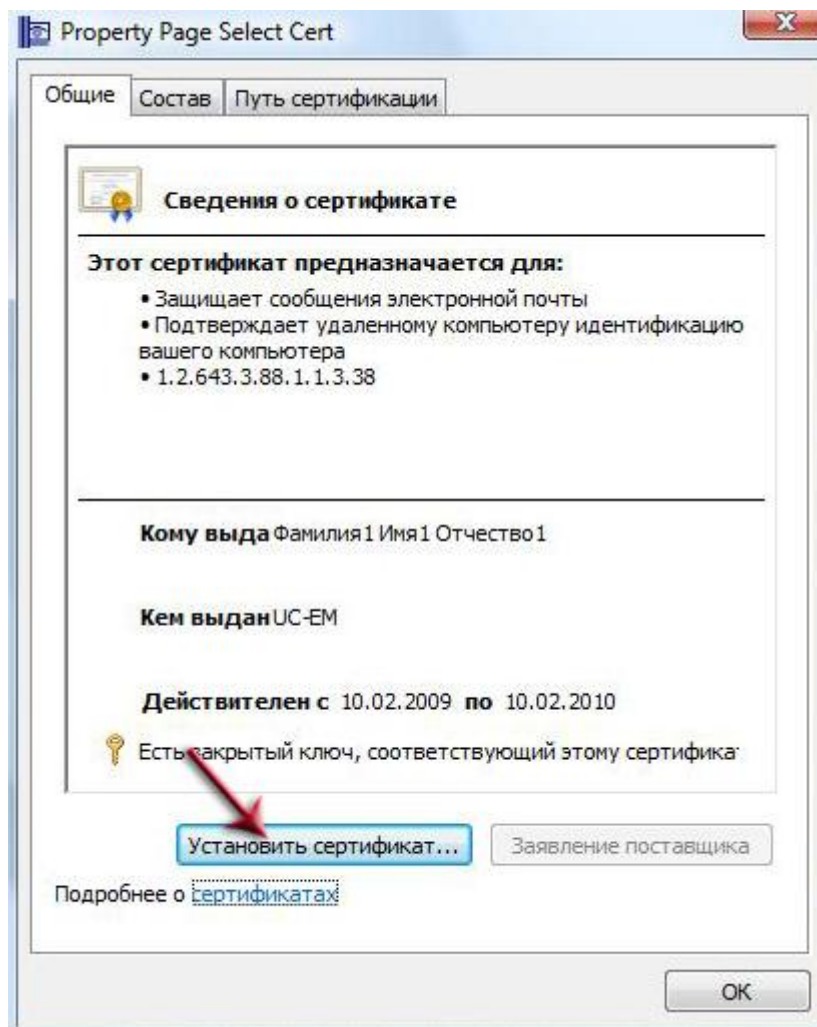 Property Page Select Cert
Общие
Состав
Путь сертификации
Сведения о сертификате
Этот сертификат предназначается для:
• Защищает сообщения электронной почты
• Подтверждает удаленному компьютеру идентификацию
вашего компьютера
• 1.2.643.3.88.1.1.3.38
Кому выда Фамилия1 Имя1 Отчество1
Кем выдан UC-EM
Действителен с 10.02.2009 по 10.02.2010
Есть закрытый ключ, соответствующий этому сертифика
Установить сертификат...
Заявление поставщика
Подробнее о сертификатах
ОК